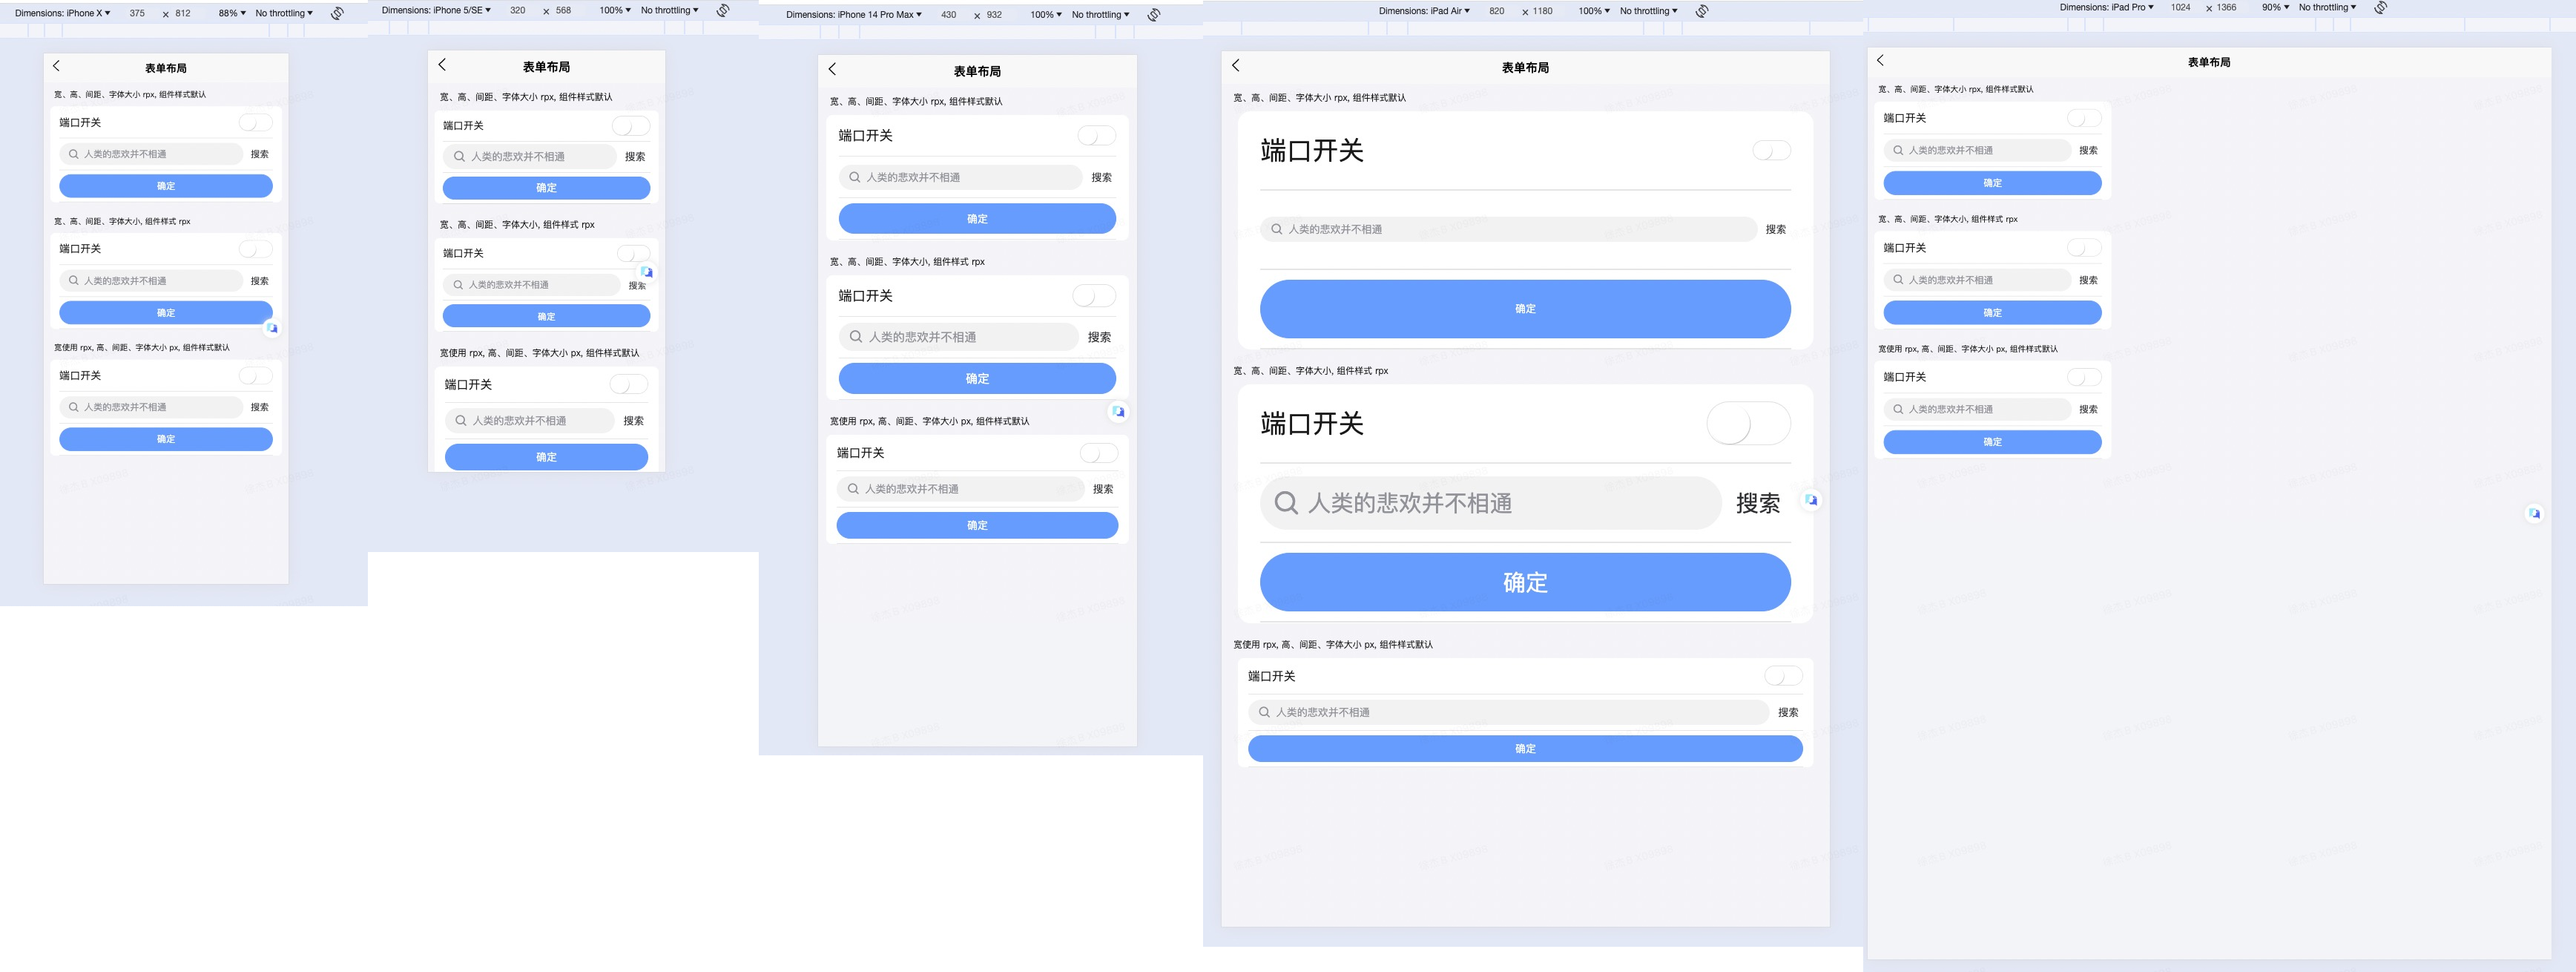 Dimensions: iPhone X ▼ 375 × 812 88% ▼ No throttling ▼
表单布局
宽、高、间距、字体大小 rpx, 组件样式默认
端口开关
人类的悲欢并不相通 搜索
确定
宽、高、间距、字体大小, 组件样式 rpx
端口开关
人类的悲欢并不相通 搜索
确定
宽使用 rpx, 高、间距、字体大小 px, 组件样式默认
端口开关
人类的悲欢并不相通 搜索
确定
Dimensions: iPhone 5/SE ▼ 320 × 568 100% ▼ No throttling ▼
表单布局
宽、高、间距、字体大小 rpx, 组件样式默认
端口开关
人类的悲欢并不相通 搜索
确定
宽、高、间距、字体大小, 组件样式 rpx
端口开关
人类的悲欢并不相通 搜索
确定
宽使用 rpx, 高、间距、字体大小 px, 组件样式默认
端口开关
人类的悲欢并不相通 搜索
确定
Dimensions: iPhone 14 Pro Max ▼ 430 × 932 100% ▼ No throttling ▼
表单布局
宽、高、间距、字体大小 rpx, 组件样式默认
端口开关
人类的悲欢并不相通 搜索
确定
宽、高、间距、字体大小, 组件样式 rpx
端口开关
人类的悲欢并不相通 搜索
确定
宽使用 rpx, 高、间距、字体大小 px, 组件样式默认
端口开关
人类的悲欢并不相通 搜索
确定
Dimensions: iPad Air ▼ 820 × 1180 100% ▼ No throttling ▼
表单布局
宽、高、间距、字体大小 rpx, 组件样式默认
端口开关
人类的悲欢并不相通 搜索
确定
宽、高、间距、字体大小, 组件样式 rpx
端口开关
人类的悲欢并不相通 搜索
确定
宽使用 rpx, 高、间距、字体大小 px, 组件样式默认
端口开关
人类的悲欢并不相通 搜索
确定
Dimensions: iPad Pro ▼ 1024 × 1366 90% ▼ No throttling ▼
表单布局
宽、高、间距、字体大小 rpx, 组件样式默认
端口开关
人类的悲欢并不相通 搜索
确定
宽、高、间距、字体大小, 组件样式 rpx
端口开关
人类的悲欢并不相通 搜索
确定
宽使用 rpx, 高、间距、字体大小 px, 组件样式默认
端口开关
人类的悲欢并不相通 搜索
确定